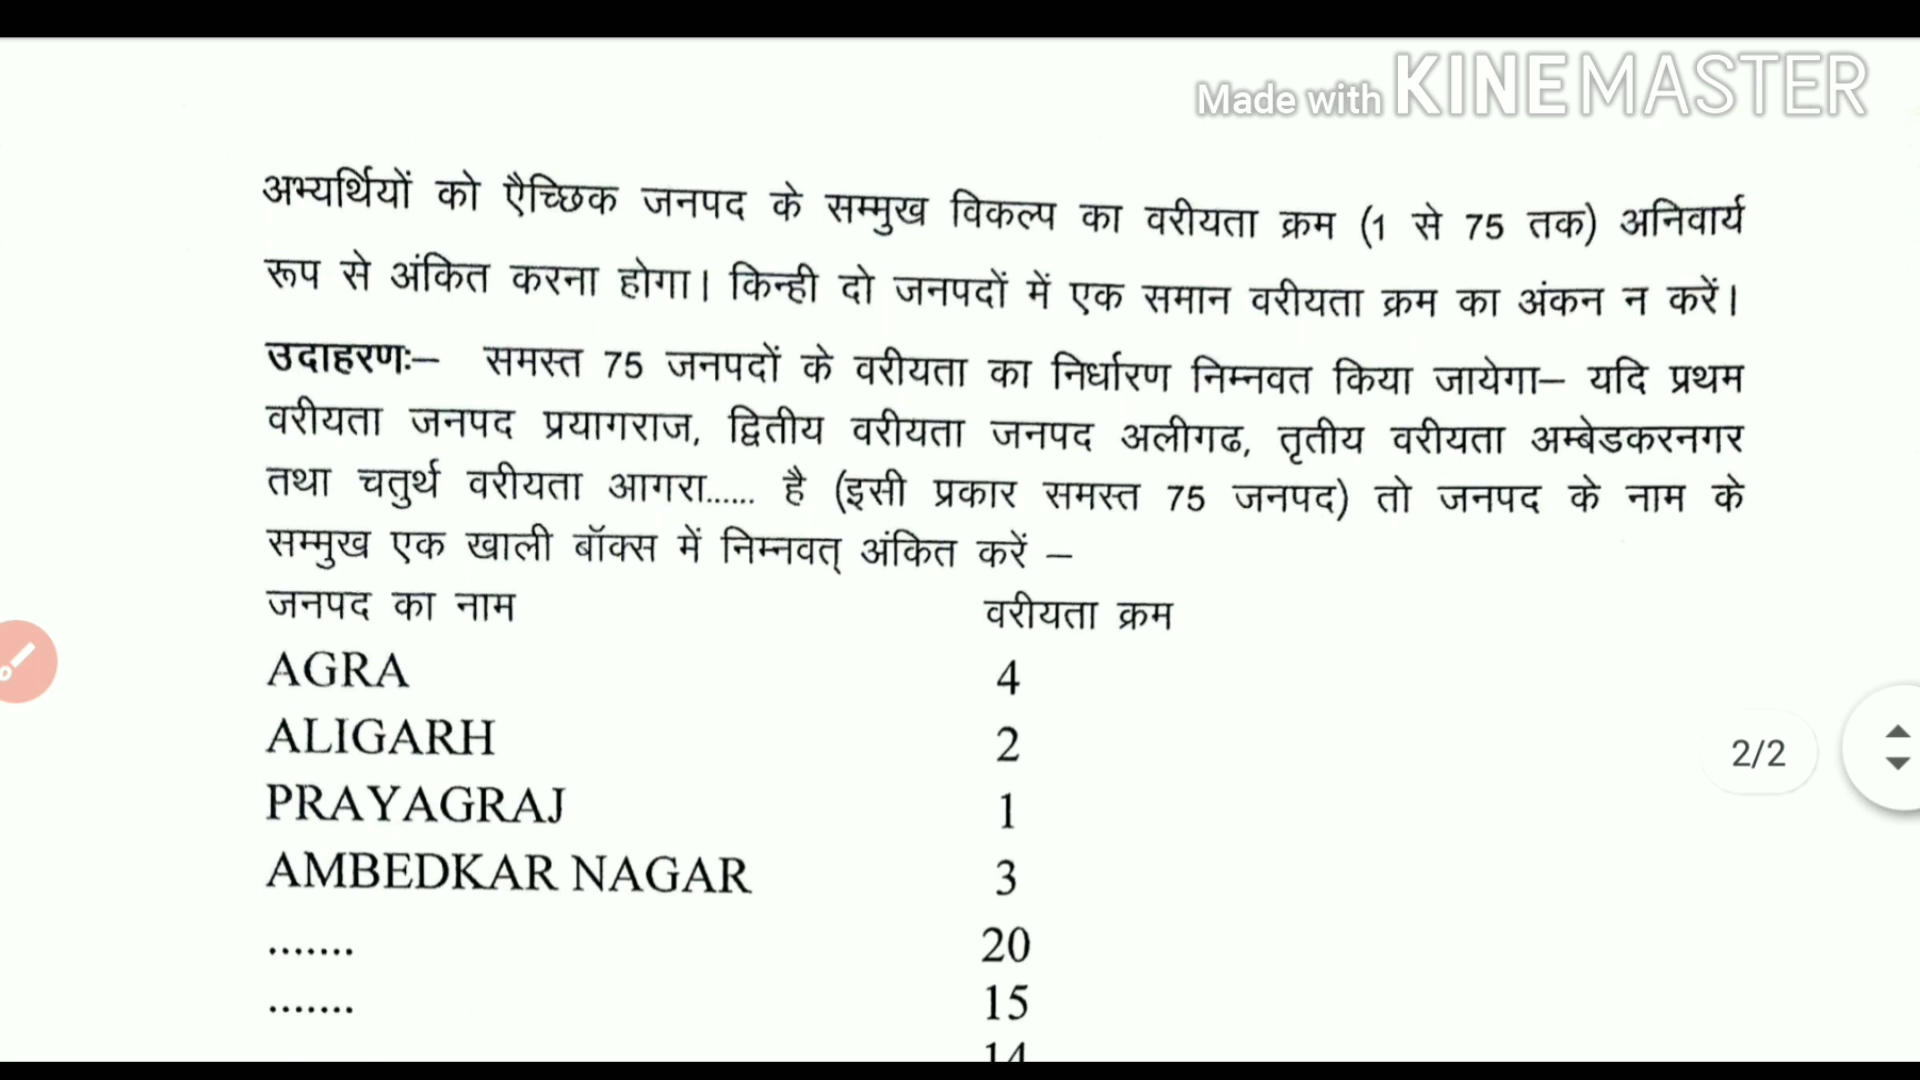 Made with KINEMASTER
अभ्यर्थियों को एैच्छिक जनपद के सम्मुख विकल्प का वरीयता क्रम (1 से 75 तक) अनिवार्य
रूप से अंकित करना होगा। किन्ही दो जनपदों में एक समान वरीयता क्रम का अंकन न करें।
उदाहरणः– समस्त 75 जनपदों के वरीयता का निर्धारण निम्नवत किया जायेगा– यदि प्रथम
वरीयता जनपद प्रयागराज, द्वितीय वरीयता जनपद अलीगढ, तृतीय वरीयता अम्बेडकरनगर
तथा चतुर्थ वरीयता आगरा...... है (इसी प्रकार समस्त 75 जनपद) तो जनपद के नाम के
सम्मुख एक खाली बॉक्स में निम्नवत् अंकित करें –
जनपद का नाम वरीयता क्रम
AGRA 4
ALIGARH 2
PRAYAGRAJ 1
AMBEDKAR NAGAR 3
....... 20
....... 15
14
2/2